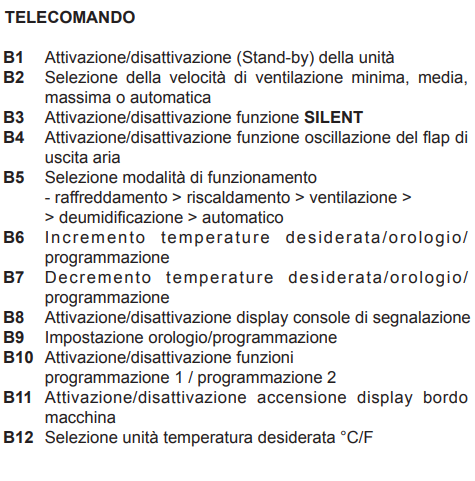 TELECOMANDO
B1 Attivazione/disattivazione (Stand-by) della unità
B2 Selezione della velocità di ventilazione minima, media,
massima o automatica
B3 Attivazione/disattivazione funzione SILENT
B4 Attivazione/disattivazione funzione oscillazione del flap di
uscita aria
B5 Selezione modalità di funzionamento
- raffreddamento > riscaldamento > ventilazione >
> deumidificazione > automatico
B6 Incremento temperature desiderata/orologio/
programmazione
B7 Decremento temperature desiderata/orologio/
programmazione
B8 Attivazione/disattivazione display console di segnalazione
B9 Impostazione orologio/programmazione
B10 Attivazione/disattivazione funzioni
programmazione 1 / programmazione 2
B11 Attivazione/disattivazione accensione display bordo
macchina
B12 Selezione unità temperatura desiderata °C/F